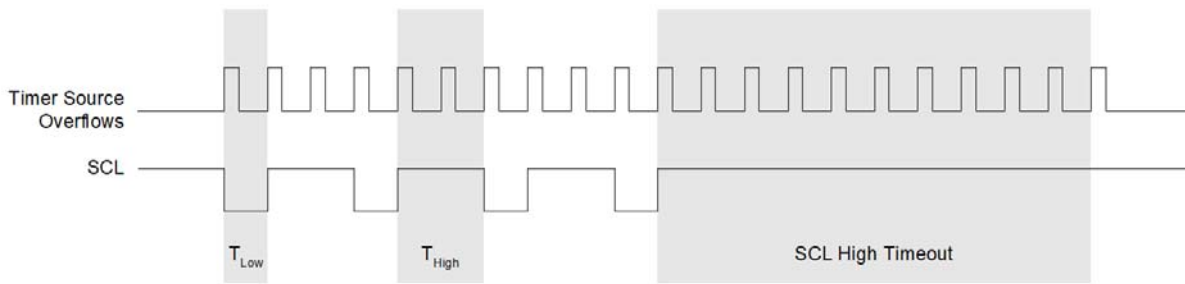 Timer Source
Overflows
SCL
TLow
THigh
SCL High Timeout